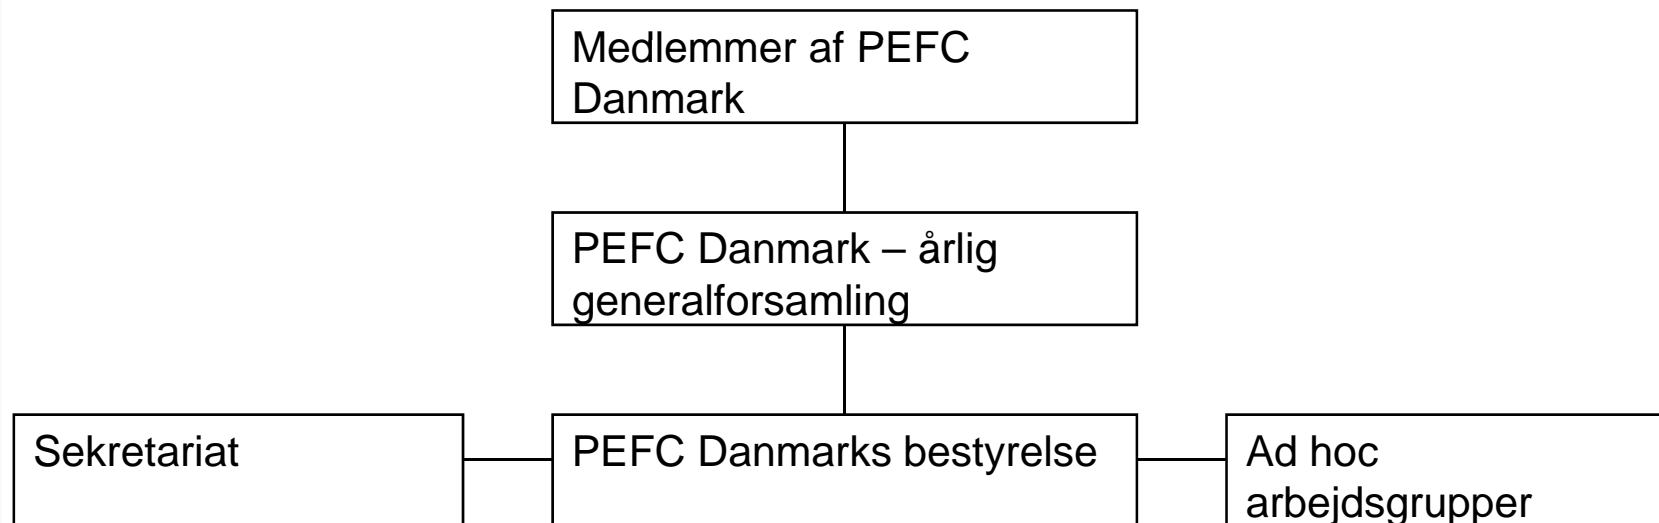 Medlemmer af PEFC
Danmark
PEFC Danmark – årlig
generalforsamling
Sekretariat
PEFC Danmarks bestyrelse
Ad hoc
arbejdsgrupper